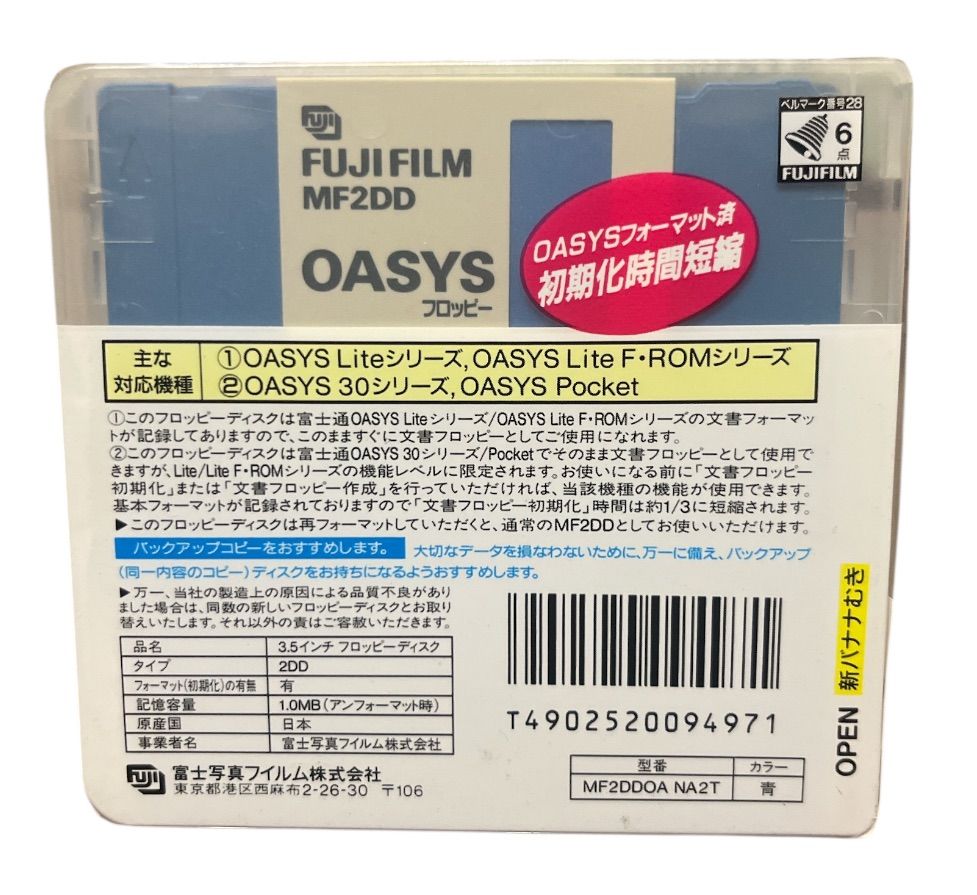 Fuji
FUJI FILM
MF2DD
OASYS
フロッピー
ベルマーク番号28
6
点
FUJIFILM
OASYSフォーマット済
初期化時間短縮
主な
対応機種
①OASYS Liteシリーズ,OASYS Lite F・ROMシリーズ
②OASYS 30シリーズ,OASYS Pocket
①このフロッピーディスクは富士通OASYS Liteシリーズ/OASYS Lite F・ROMシリーズの文書フォーマッ
トが記録してありますので、このまますぐに文書フロッピーとしてご使用になれます。
②このフロッピーディスクは富士通OASYS 30シリーズ/Pocketでそのまま文書フロッピーとして使用で
きますが、Lite/Lite F・ROMシリーズの機能レベルに限定されます。お使いになる前に「文書フロッピー
初期化」または「文書フロッピー作成」を行っていただければ、当該機種の機能が使用できます。
基本フォーマットが記録されておりますので「文書フロッピー初期化」時間は約1/3に短縮されます。
▶このフロッピーディスクは再フォーマットしていただくと、通常のMF2DDとしてお使いいただけます。
バックアップコピーをおすすめします。 大切なデータを損なわないために、万一に備え、バックアップ
(同一内容のコピー)ディスクをお持ちになるようおすすめします。
▶万一、当社の製造上の原因による品質不良があり
ました場合は、同数の新しいフロッピーディスクとお取り
替えいたします。それ以外の責はご容赦いただきます。
品名 3.5インチ フロッピーディスク
タイプ 2DD
フォーマット(初期化)の有無 有
記憶容量 1.0MB(アンフォーマット時)
原産国 日本
事業者名 富士写真フイルム株式会社
Fuji 富士写真フイルム株式会社
東京都港区西麻布2-26-30 〒106
T4902520094971
型番 カラー
MF2DDOA NA2T 青
OPEN 新バナナむき